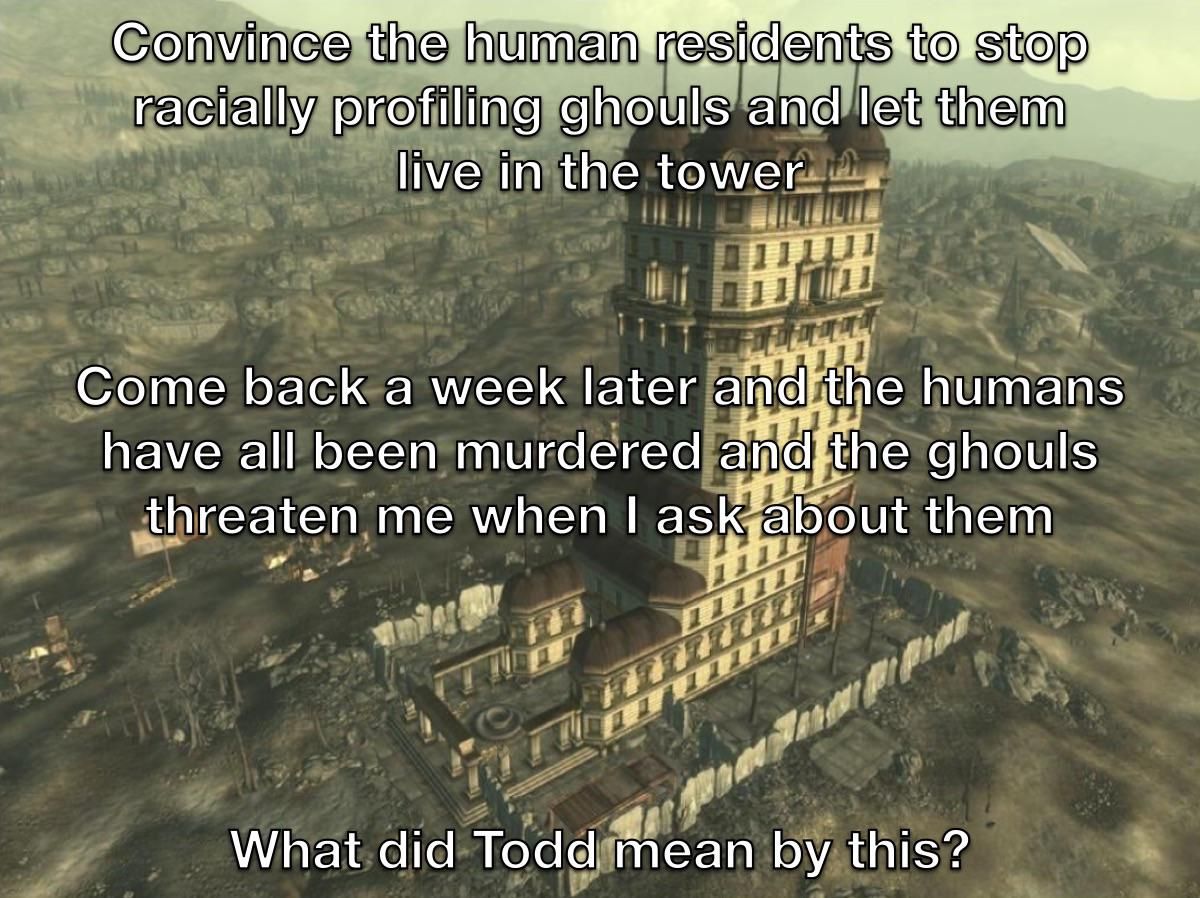 Convince the human residents to stop
racially profiling ghouls and let them
live in the tower
Come back a week later and the humans
have all been murdered and the ghouls
threaten me when I ask about them
What did Todd mean by this?